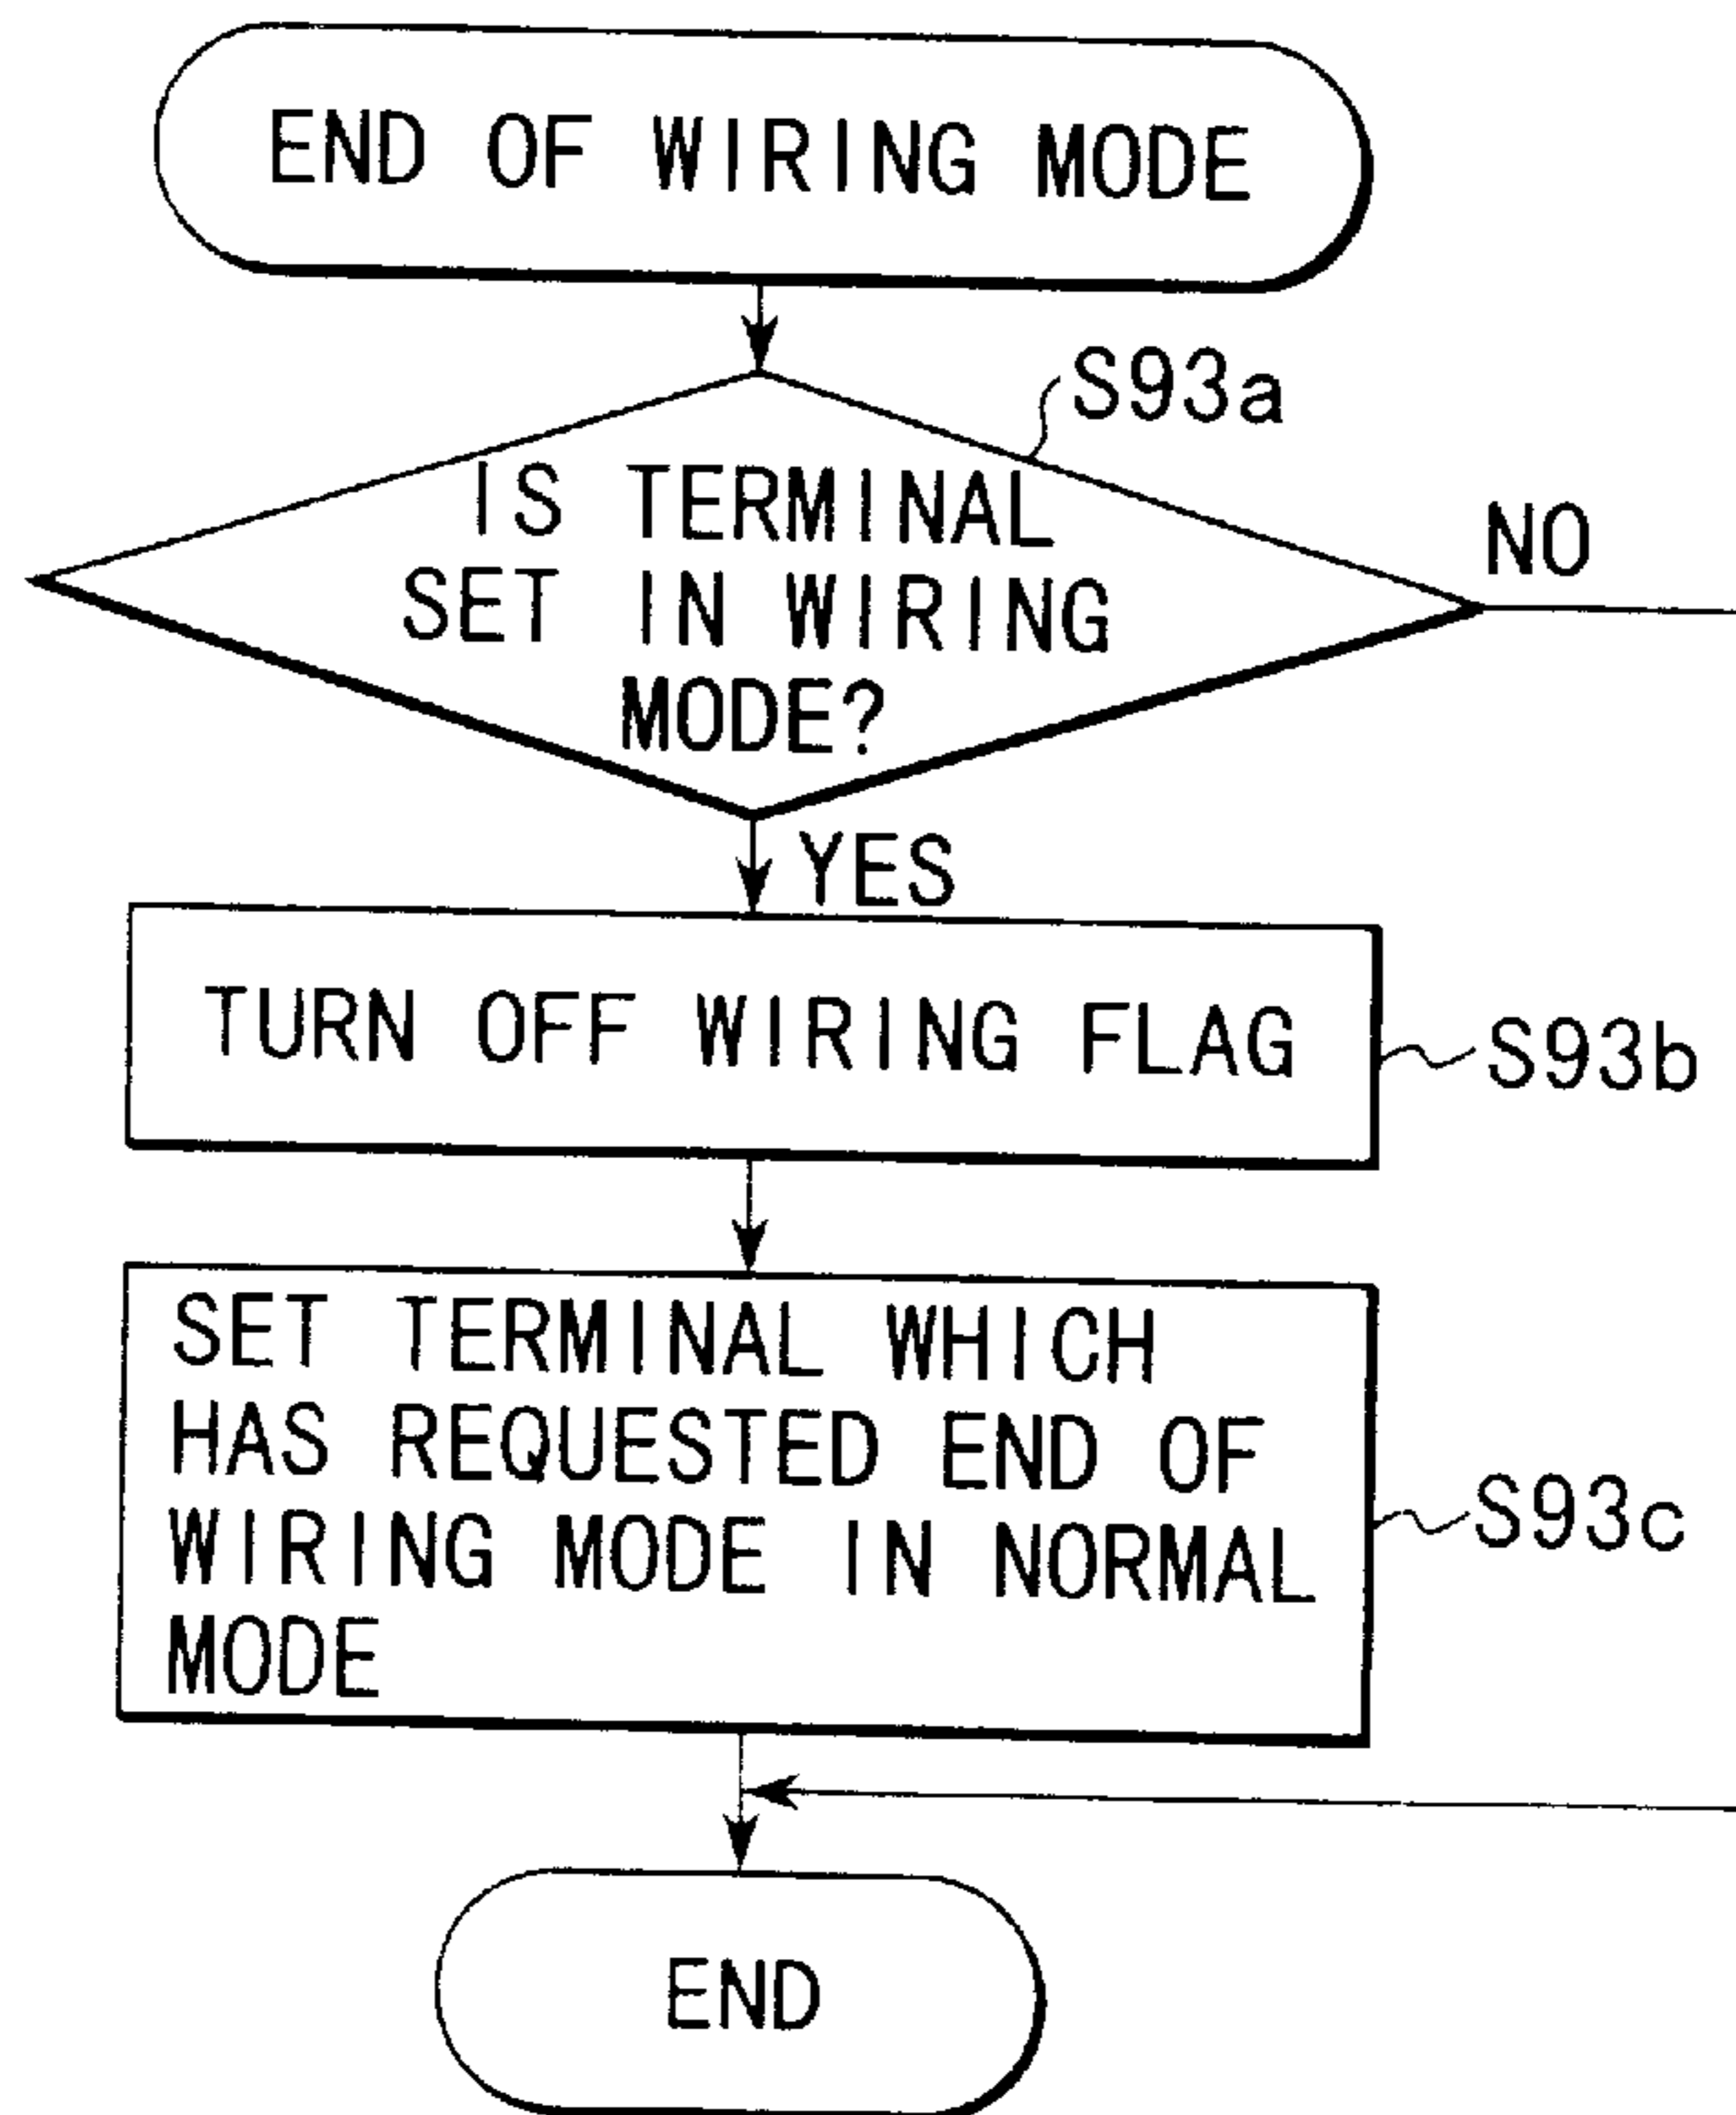 END OF WIRING MODE
S93a
IS TERMINAL
SET IN WIRING
MODE?
NO
YES
TURN OFF WIRING FLAG
S93b
SET TERMINAL WHICH
HAS REQUESTED END OF
WIRING MODE IN NORMAL
MODE
S93c
END